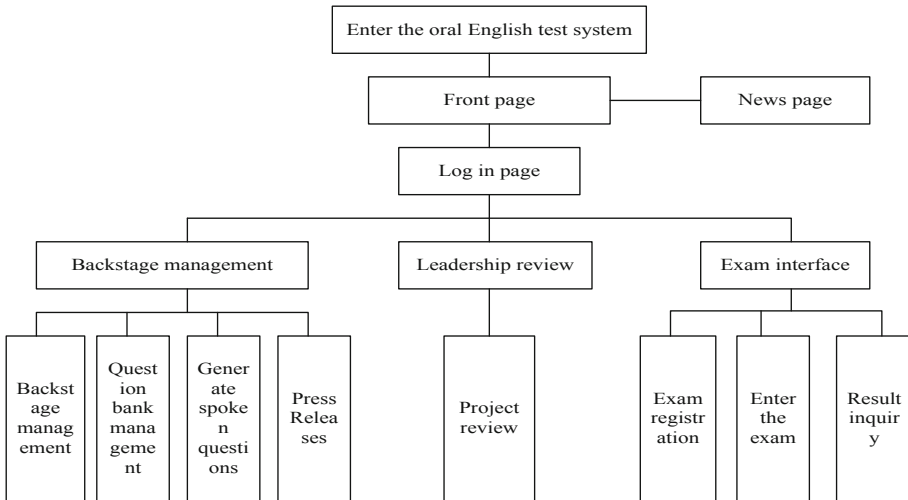 Enter the oral English test system
Front page
News page
Log in page
Backstage management
Leadership review
Exam interface
Backst
age
manag
ement
Quest
ion
bank
mana
geme
nt
Gener
ate
spoke
n
questi
ons
Press
Relea
ses
Project
review
Exam
registr
ation
Enter
the
exam
Result
inquir
y